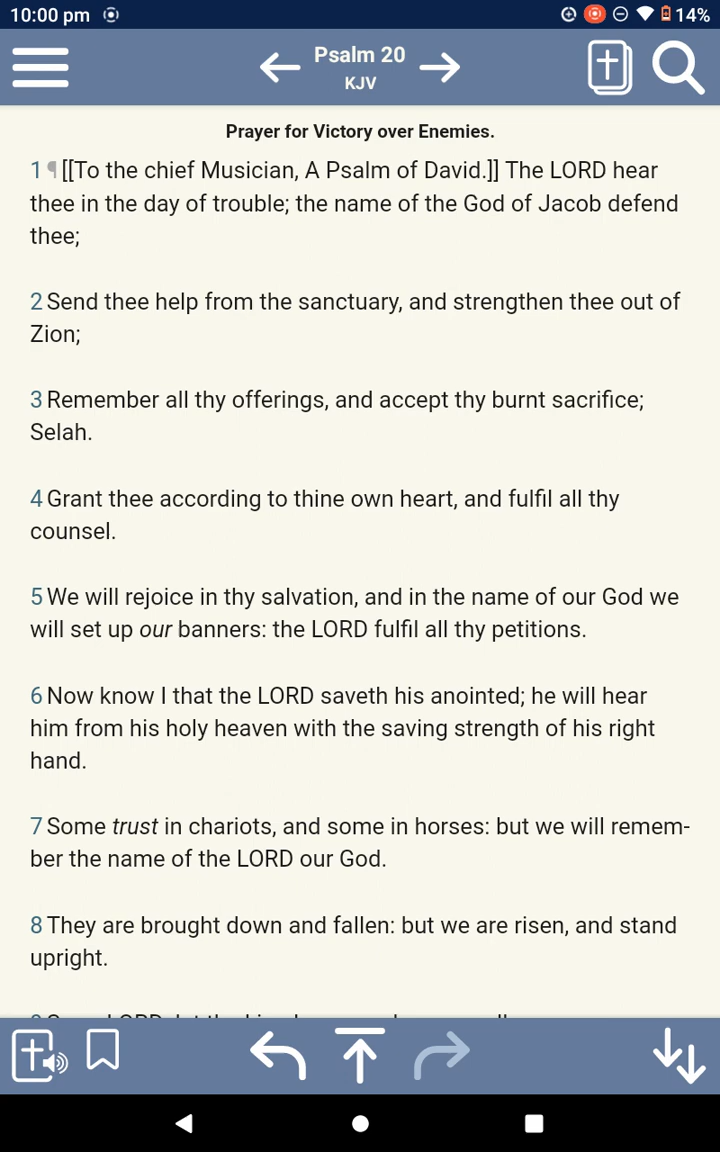 10:00 pm 14%
Psalm 20
KJV
Prayer for Victory over Enemies.
1 ¶ [[To the chief Musician, A Psalm of David.]] The LORD hear
thee in the day of trouble; the name of the God of Jacob defend
thee;
2 Send thee help from the sanctuary, and strengthen thee out of
Zion;
3 Remember all thy offerings, and accept thy burnt sacrifice;
Selah.
4 Grant thee according to thine own heart, and fulfil all thy
counsel.
5 We will rejoice in thy salvation, and in the name of our God we
will set up our banners: the LORD fulfil all thy petitions.
6 Now know I that the LORD saveth his anointed; he will hear
him from his holy heaven with the saving strength of his right
hand.
7 Some trust in chariots, and some in horses: but we will remem-
ber the name of the LORD our God.
8 They are brought down and fallen: but we are risen, and stand
upright.